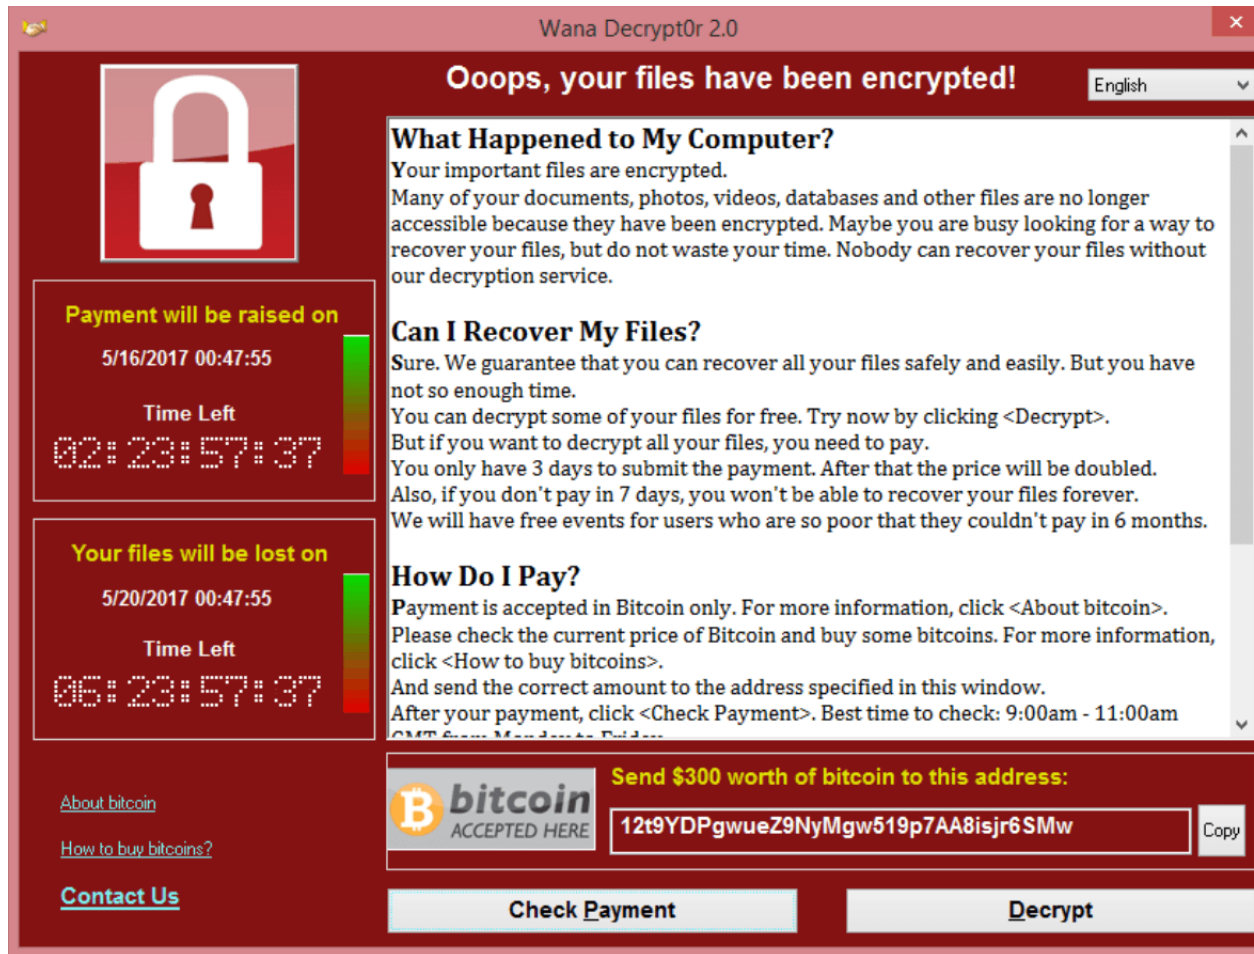 Wana Decrypt0r 2.0
Ooops, your files have been encrypted!
English
What Happened to My Computer?
Your important files are encrypted.
Many of your documents, photos, videos, databases and other files are no longer
accessible because they have been encrypted. Maybe you are busy looking for a way to
recover your files, but do not waste your time. Nobody can recover your files without
our decryption service.
Can I Recover My Files?
Sure. We guarantee that you can recover all your files safely and easily. But you have
not so enough time.
You can decrypt some of your files for free. Try now by clicking <Decrypt>.
But if you want to decrypt all your files, you need to pay.
You only have 3 days to submit the payment. After that the price will be doubled.
Also, if you don't pay in 7 days, you won't be able to recover your files forever.
We will have free events for users who are so poor that they couldn't pay in 6 months.
How Do I Pay?
Payment is accepted in Bitcoin only. For more information, click <About bitcoin>.
Please check the current price of Bitcoin and buy some bitcoins. For more information,
click <How to buy bitcoins>.
And send the correct amount to the address specified in this window.
After your payment, click <Check Payment>. Best time to check: 9:00am - 11:00am
GMT from Monday to Friday.
Payment will be raised on
5/16/2017 00:47:55
Time Left
02:23:57:37
Your files will be lost on
5/20/2017 00:47:55
Time Left
06:23:57:37
About bitcoin
How to buy bitcoins?
Contact Us
bitcoin
ACCEPTED HERE
Send $300 worth of bitcoin to this address:
12t9YDPgwueZ9NyMgw519p7AA8isjr6SMw
Copy
Check Payment
Decrypt